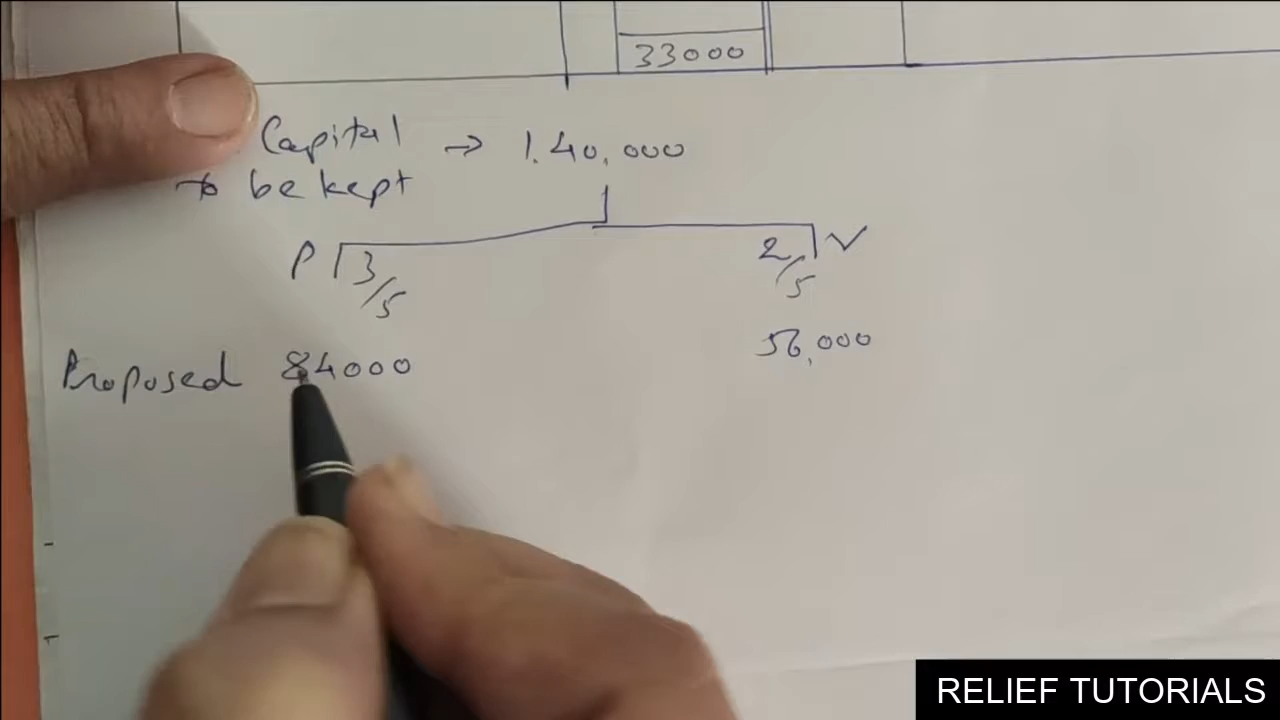 33000
Capital → 1.40,000
to be kept
P 3/5 2/5 V
Proposed 84000 56,000
RELIEF TUTORIALS